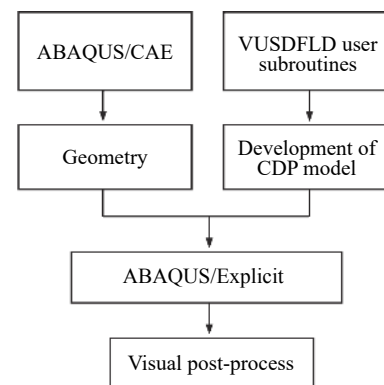 ABAQUS/CAE
VUSDFLD user
subroutines
Geometry
Development of
CDP model
ABAQUS/Explicit
Visual post-process